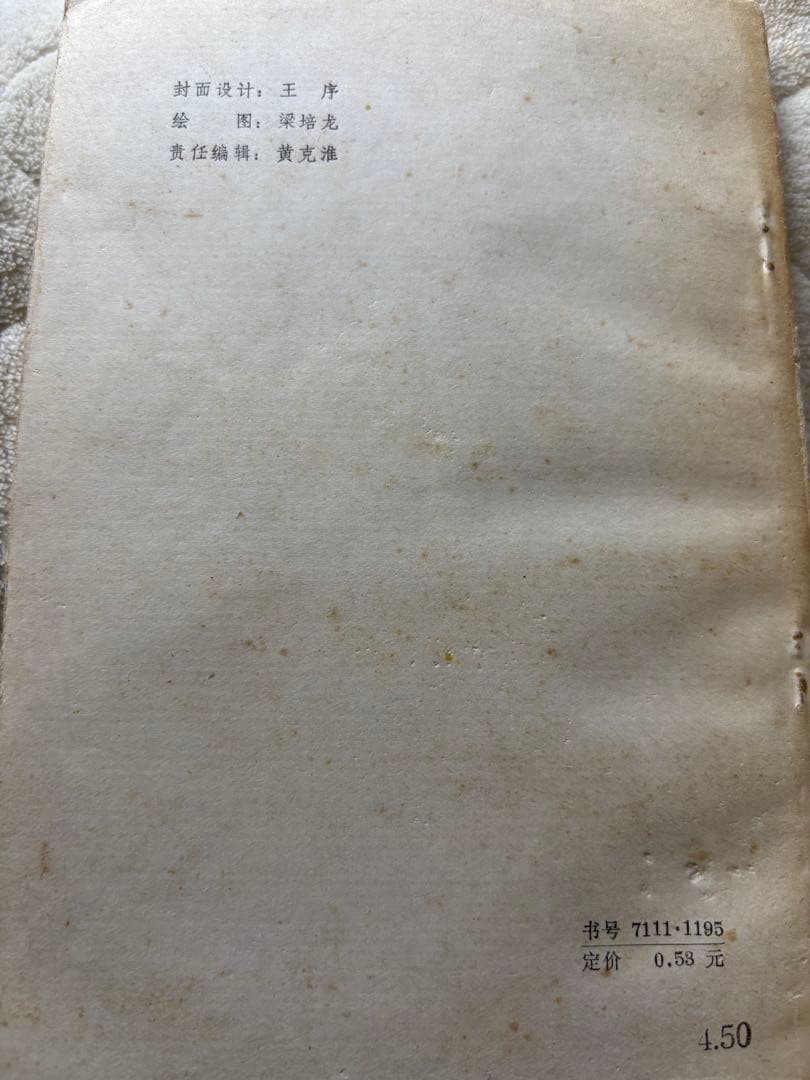 封面设计：王　序
绘　　图：梁培龙
责任编辑：黄克淮
书号 7111·1195
定价　0.53 元
4.50